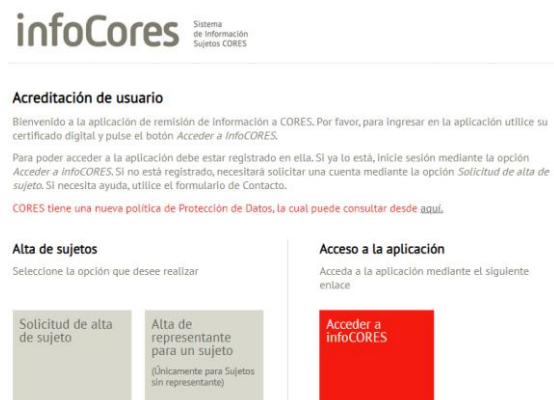 infoCores
Sistema
de Información
Sujetos CORES
Acreditación de usuario
Bienvenido a la aplicación de remisión de información a CORES. Por favor, para ingresar en la aplicación utilice su
certificado digital y pulse el botón Acceder a InfoCORES.
Para poder acceder a la aplicación debe estar registrado en ella. Si ya lo está, inicie sesión mediante la opción
Acceder a InfoCORES. Si no está registrado, necesitará solicitar una cuenta mediante la opción Solicitud de alta de
sujeto. Si necesita ayuda, utilice el formulario de Contacto.
CORES tiene una nueva política de Protección de Datos, la cual puede consultar desde aquí.
Alta de sujetos
Seleccione la opción que desee realizar
Solicitud de alta
de sujeto
Alta de
representante
para un sujeto
(Únicamente para Sujetos
sin representante)
Acceso a la aplicación
Acceda a la aplicación mediante el siguiente
enlace
Acceder a
infoCORES